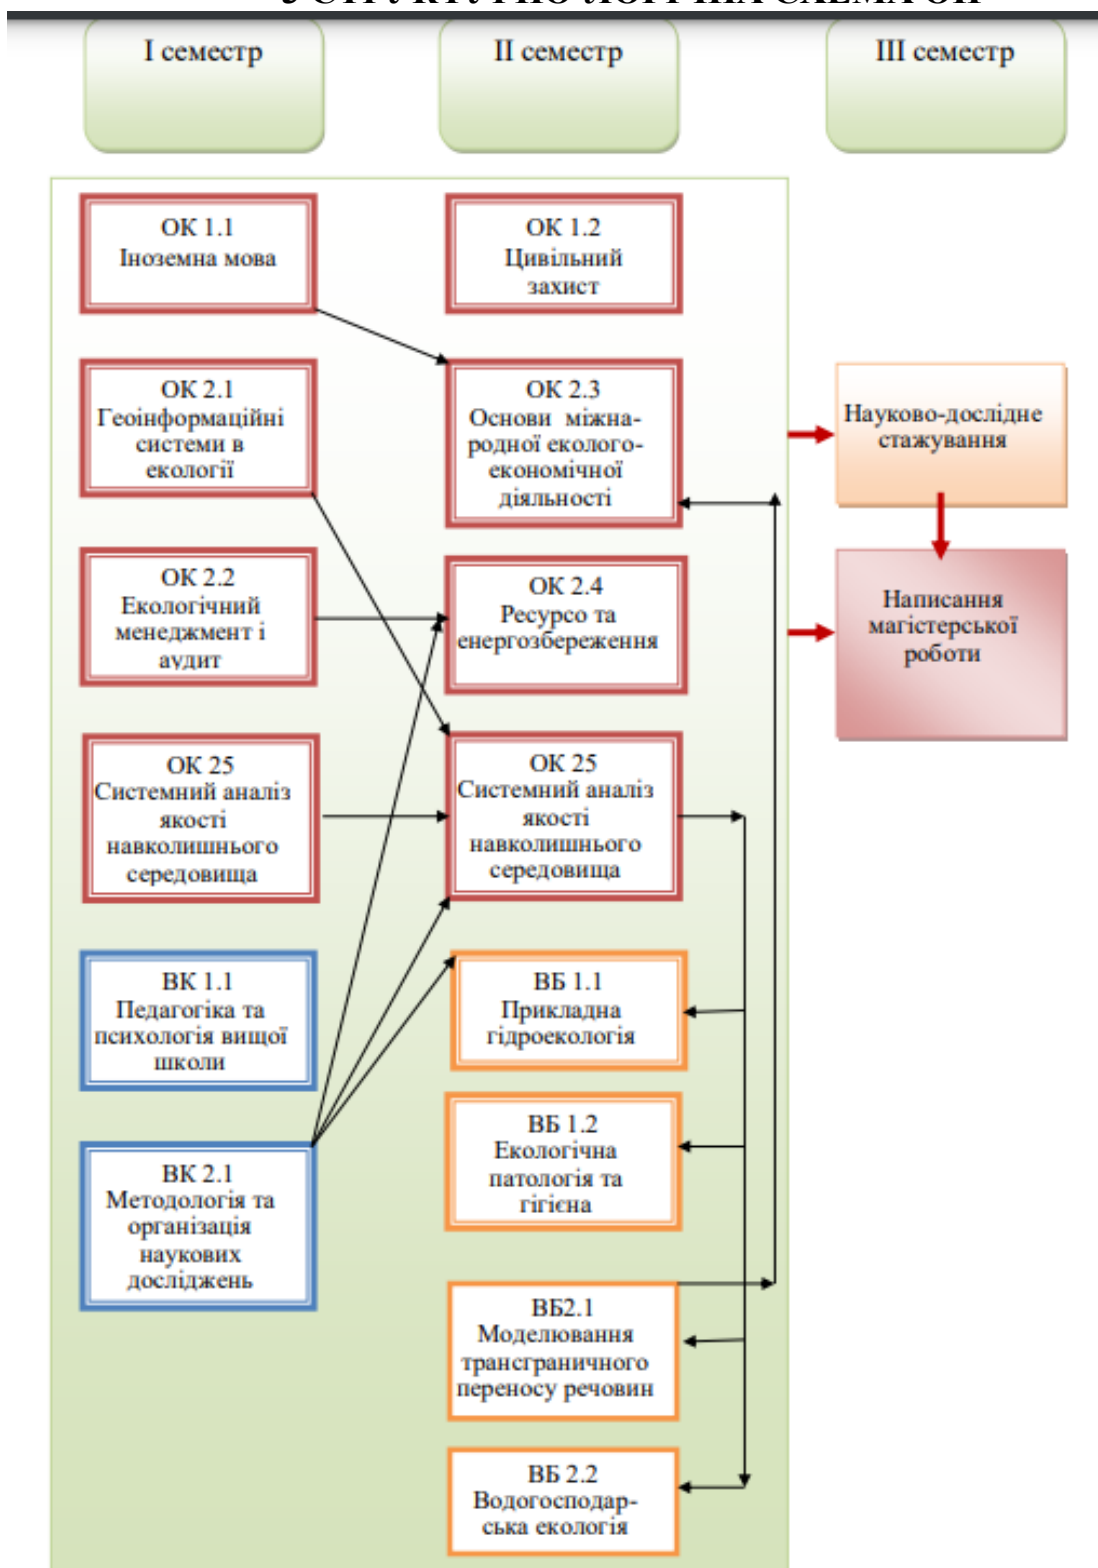 І семестр
ІІ семестр
ІІІ семестр
ОК 1.1
Іноземна мова
ОК 1.2
Цивільний
захист
ОК 2.1
Геоінформаційні
системи в
екології
ОК 2.3
Основи міжна-
родної еколого-
економічної
діяльності
Науково-дослідне
стажування
ОК 2.2
Екологічний
менеджмент і
аудит
ОК 2.4
Ресурсо та
енергозбереження
Написання
магістерської
роботи
ОК 25
Системний аналіз
якості
навколишнього
середовища
ОК 25
Системний аналіз
якості
навколишнього
середовища
ВК 1.1
Педагогіка та
психологія вищої
школи
ВБ 1.1
Прикладна
гідроекологія
ВБ 1.2
Екологічна
патологія та
гігієна
ВК 2.1
Методологія та
організація
наукових
досліджень
ВБ2.1
Моделювання
трансграничного
переносу речовин
ВБ 2.2
Водогосподар-
ська екологія